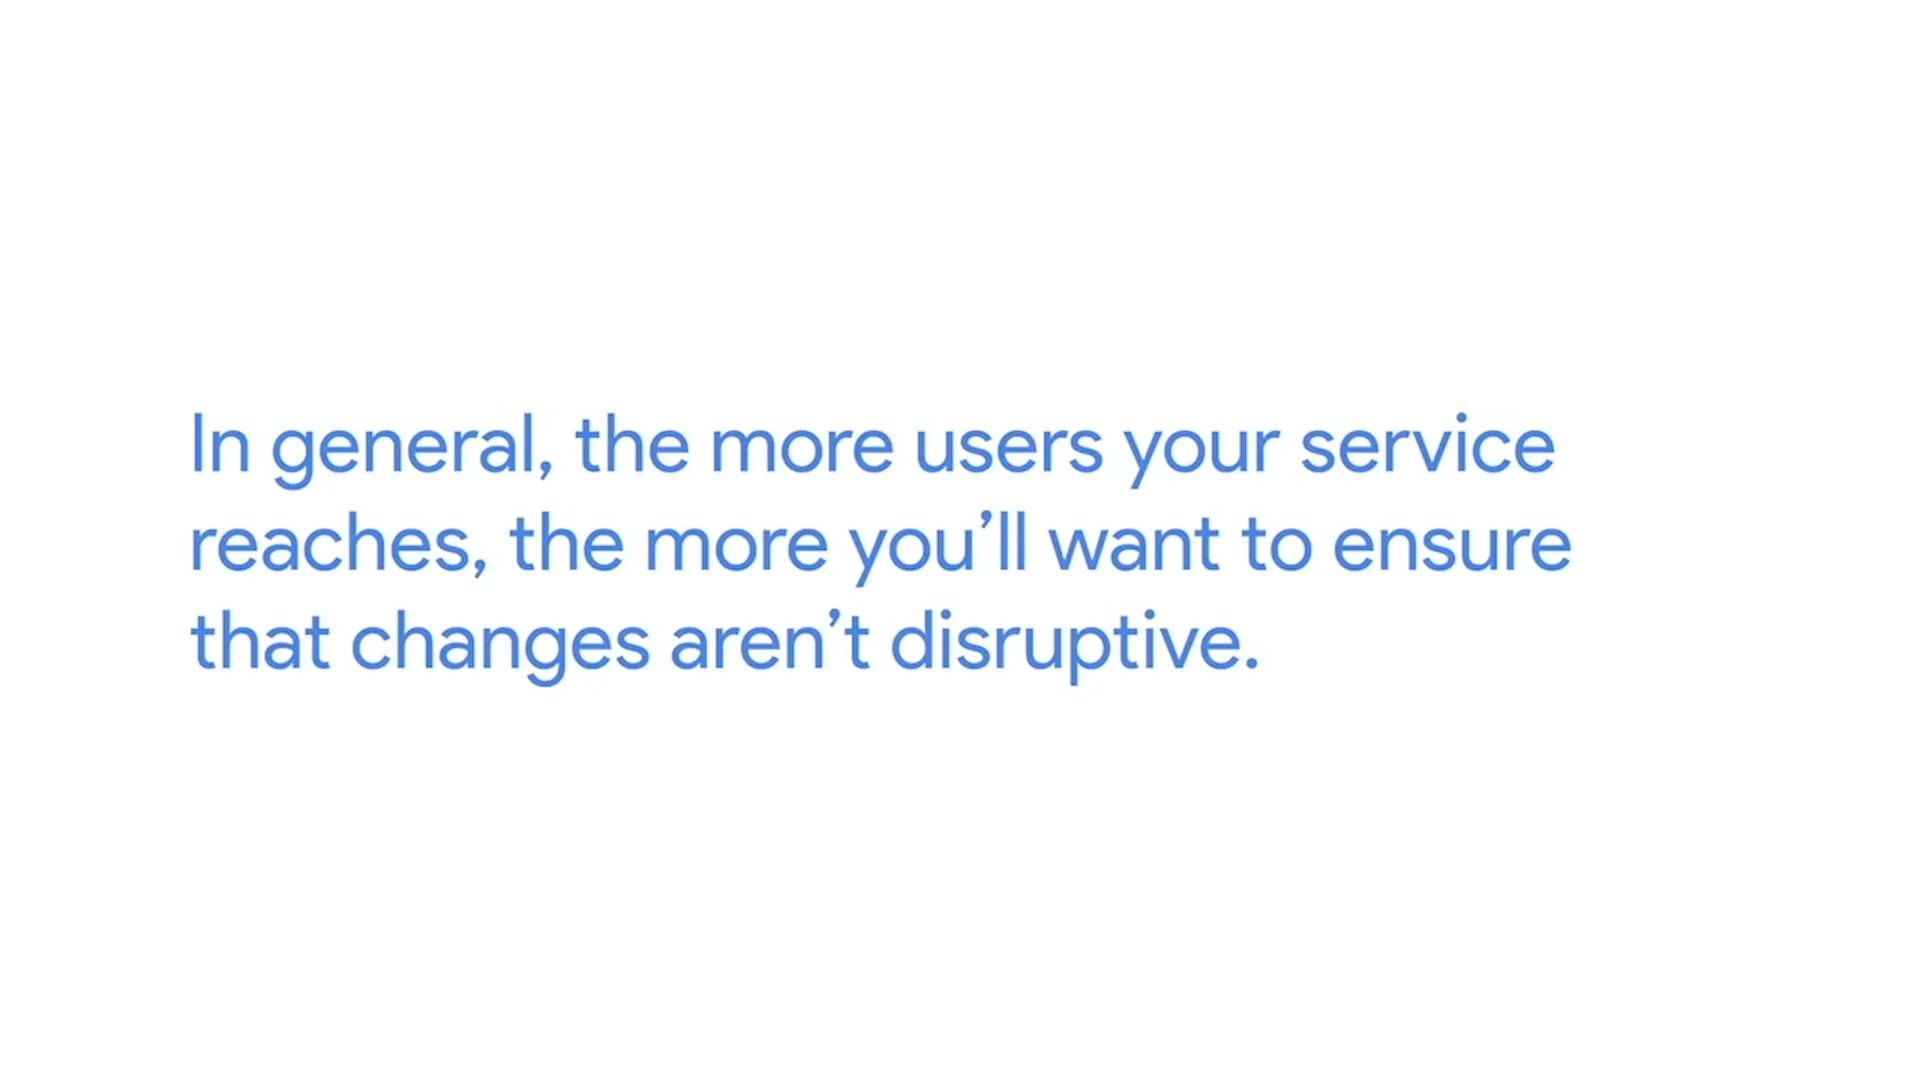 In general, the more users your service
reaches, the more you’ll want to ensure
that changes aren’t disruptive.